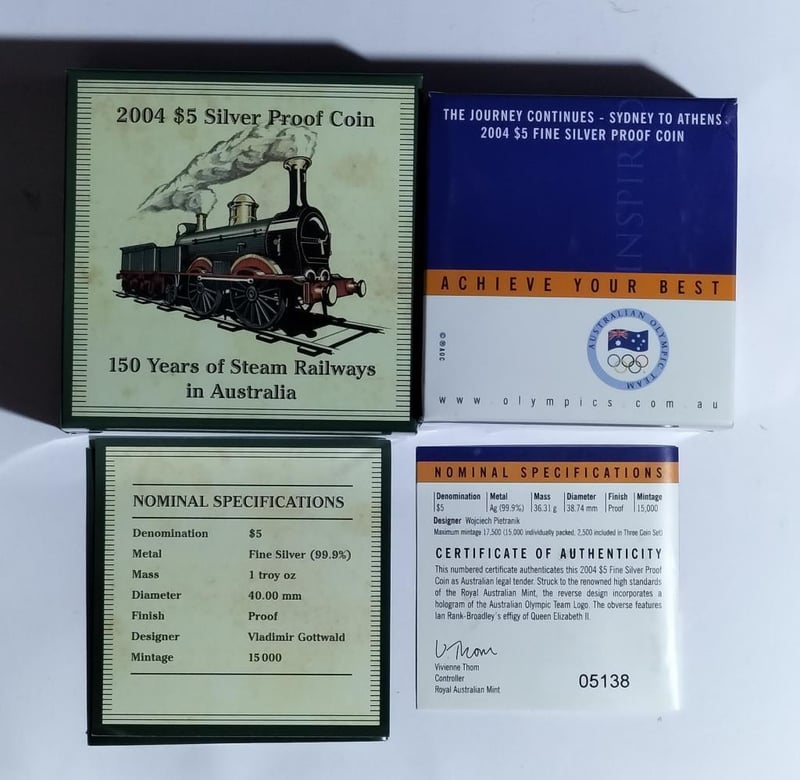 2004 $5 Silver Proof Coin
150 Years of Steam Railways
in Australia
THE JOURNEY CONTINUES - SYDNEY TO ATHENS
2004 $5 FINE SILVER PROOF COIN
INSPIRE
ACHIEVE YOUR BEST
AUSTRALIAN OLYMPIC TEAM
©®AOC
www.olympics.com.au
NOMINAL SPECIFICATIONS
Denomination $5
Metal Fine Silver (99.9%)
Mass 1 troy oz
Diameter 40.00 mm
Finish Proof
Designer Vladimir Gottwald
Mintage 15 000
NOMINAL SPECIFICATIONS
Denomination Metal Mass Diameter Finish Mintage
$5 Ag (99.9%) 36.31 g 38.74 mm Proof 15,000
Designer Wojciech Pietranik
Maximum mintage 17,500 (15,000 individually packed, 2,500 included in Three Coin Set)
CERTIFICATE OF AUTHENTICITY
This numbered certificate authenticates this 2004 $5 Fine Silver Proof
Coin as Australian legal tender. Struck to the renowned high standards
of the Royal Australian Mint, the reverse design incorporates a
hologram of the Australian Olympic Team Logo. The obverse features
Ian Rank-Broadley's effigy of Queen Elizabeth II.
VThom
Vivienne Thom
Controller
Royal Australian Mint
05138